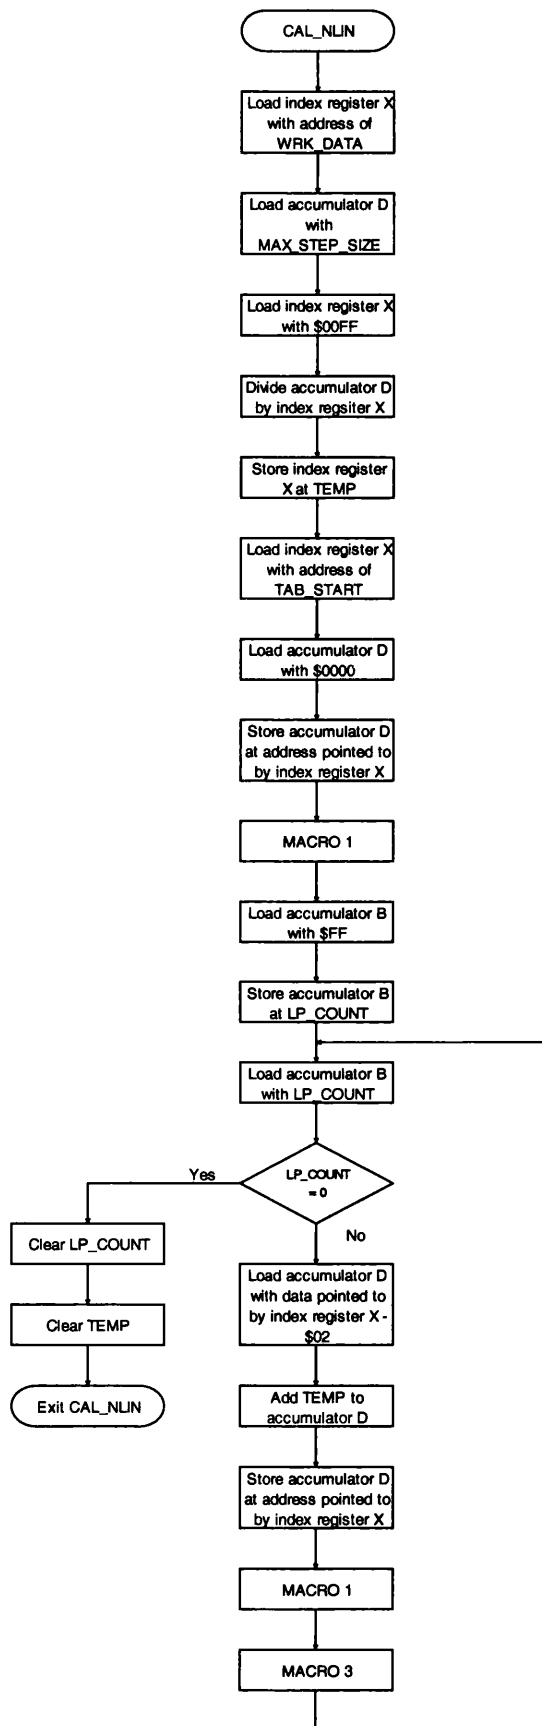 CAL_NLIN
Load index register X
with address of
WRK_DATA
Load accumulator D
with
MAX_STEP_SIZE
Load index register X
with $00FF
Divide accumulator D
by index regsiter X
Store index register
X at TEMP
Load index register X
with address of
TAB_START
Load accumulator D
with $0000
Store accumulator D
at address pointed to
by index register X
MACRO 1
Load accumulator B
with $FF
Store accumulator B
at LP_COUNT
Load accumulator B
with LP_COUNT
LP_COUNT
= 0
Yes
No
Clear LP_COUNT
Clear TEMP
Exit CAL_NLIN
Load accumulator D
with data pointed to
by index register X -
$02
Add TEMP to
accumulator D
Store accumulator D
at address pointed to
by index register X
MACRO 1
MACRO 3